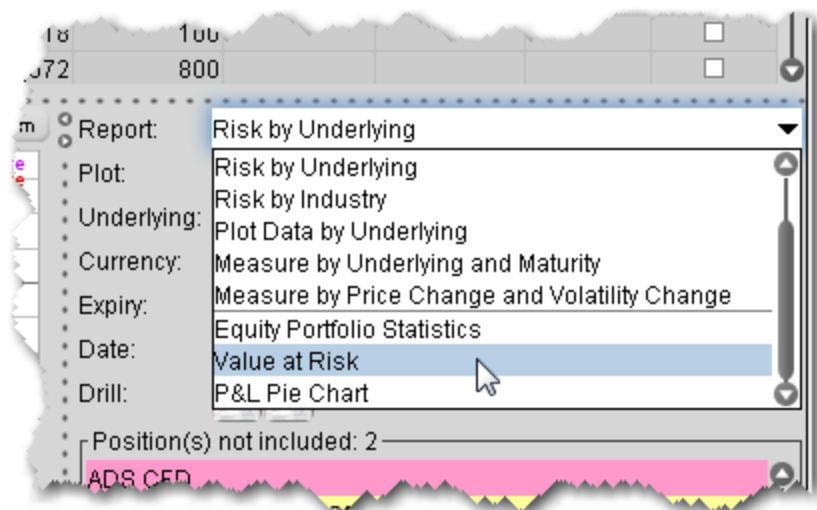 800
Report: Risk by Underlying
Plot: Risk by Underlying
Risk by Industry
Underlying: Plot Data by Underlying
Currency: Measure by Underlying and Maturity
Expiry: Measure by Price Change and Volatility Change
Equity Portfolio Statistics
Date: Value at Risk
Drill: P&L Pie Chart
Position(s) not included: 2
ADS CFD